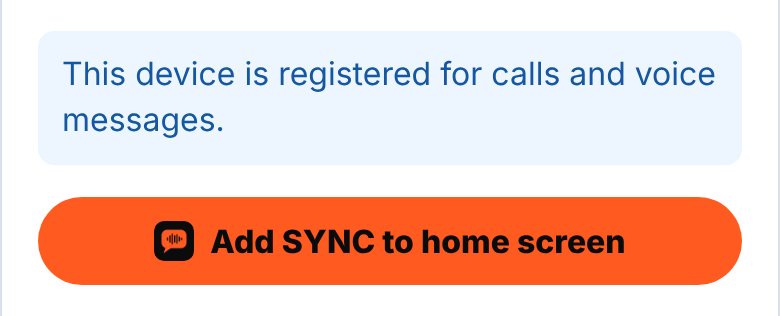 This device is registered for calls and voice
messages.
Add SYNC to home screen